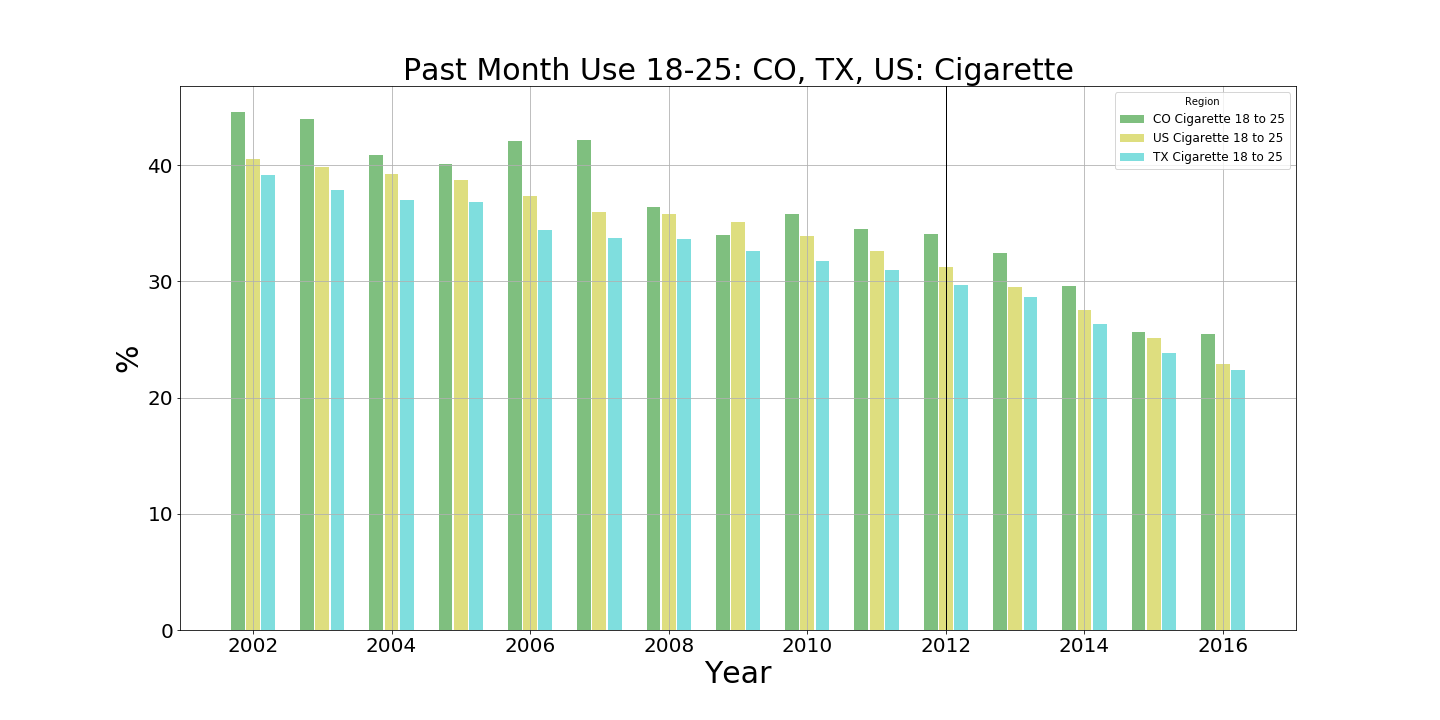 Past Month Use 18-25: CO, TX, US: Cigarette
Region
CO Cigarette 18 to 25
US Cigarette 18 to 25
TX Cigarette 18 to 25
%
40
30
20
10
0
2002 2004 2006 2008 2010 2012 2014 2016
Year